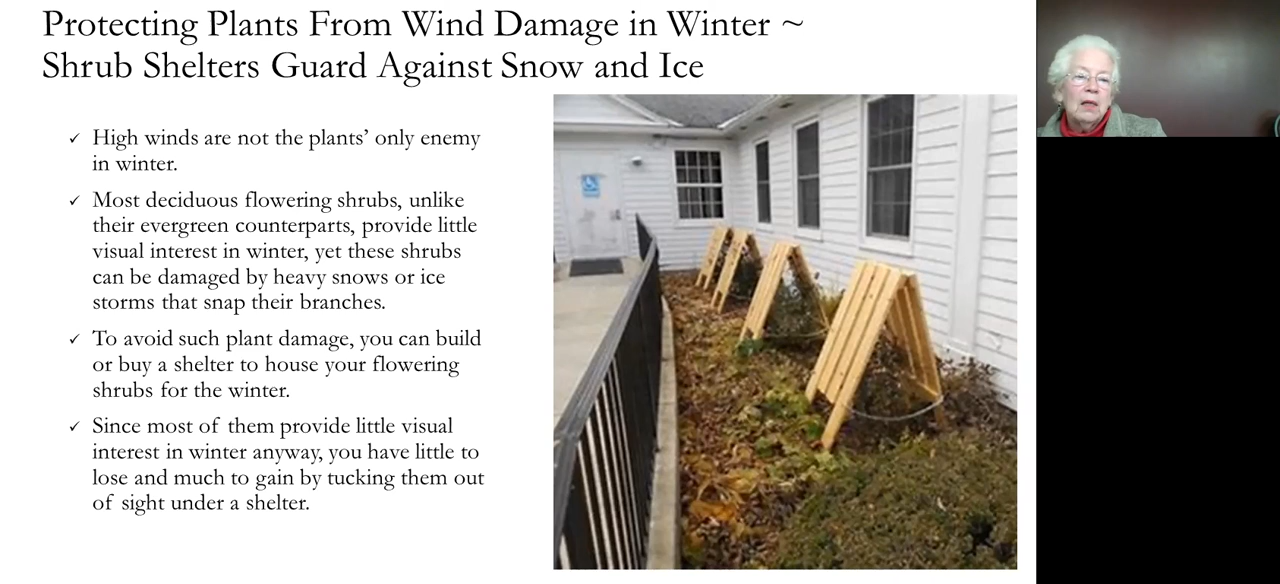 Protecting Plants From Wind Damage in Winter ~
Shrub Shelters Guard Against Snow and Ice
✓ High winds are not the plants’ only enemy
in winter.
✓ Most deciduous flowering shrubs, unlike
their evergreen counterparts, provide little
visual interest in winter, yet these shrubs
can be damaged by heavy snows or ice
storms that snap their branches.
✓ To avoid such plant damage, you can build
or buy a shelter to house your flowering
shrubs for the winter.
✓ Since most of them provide little visual
interest in winter anyway, you have little to
lose and much to gain by tucking them out
of sight under a shelter.